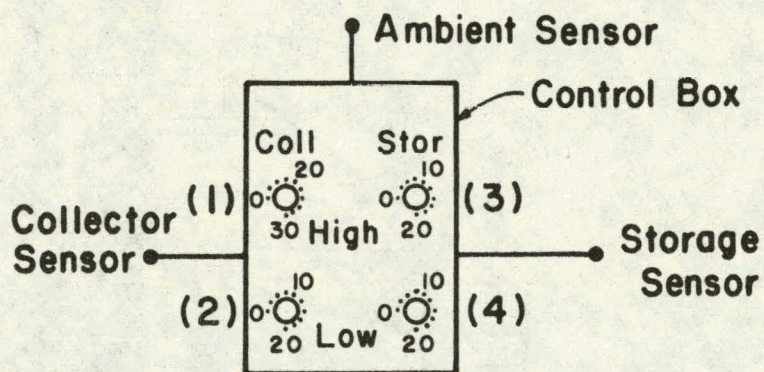 Ambient Sensor
Control Box
Coll Stor
20 10
(1) 0 0 (3)
30 High 20
Collector
Sensor
Storage
Sensor
10 10
(2) 0 0 (4)
20 Low 20